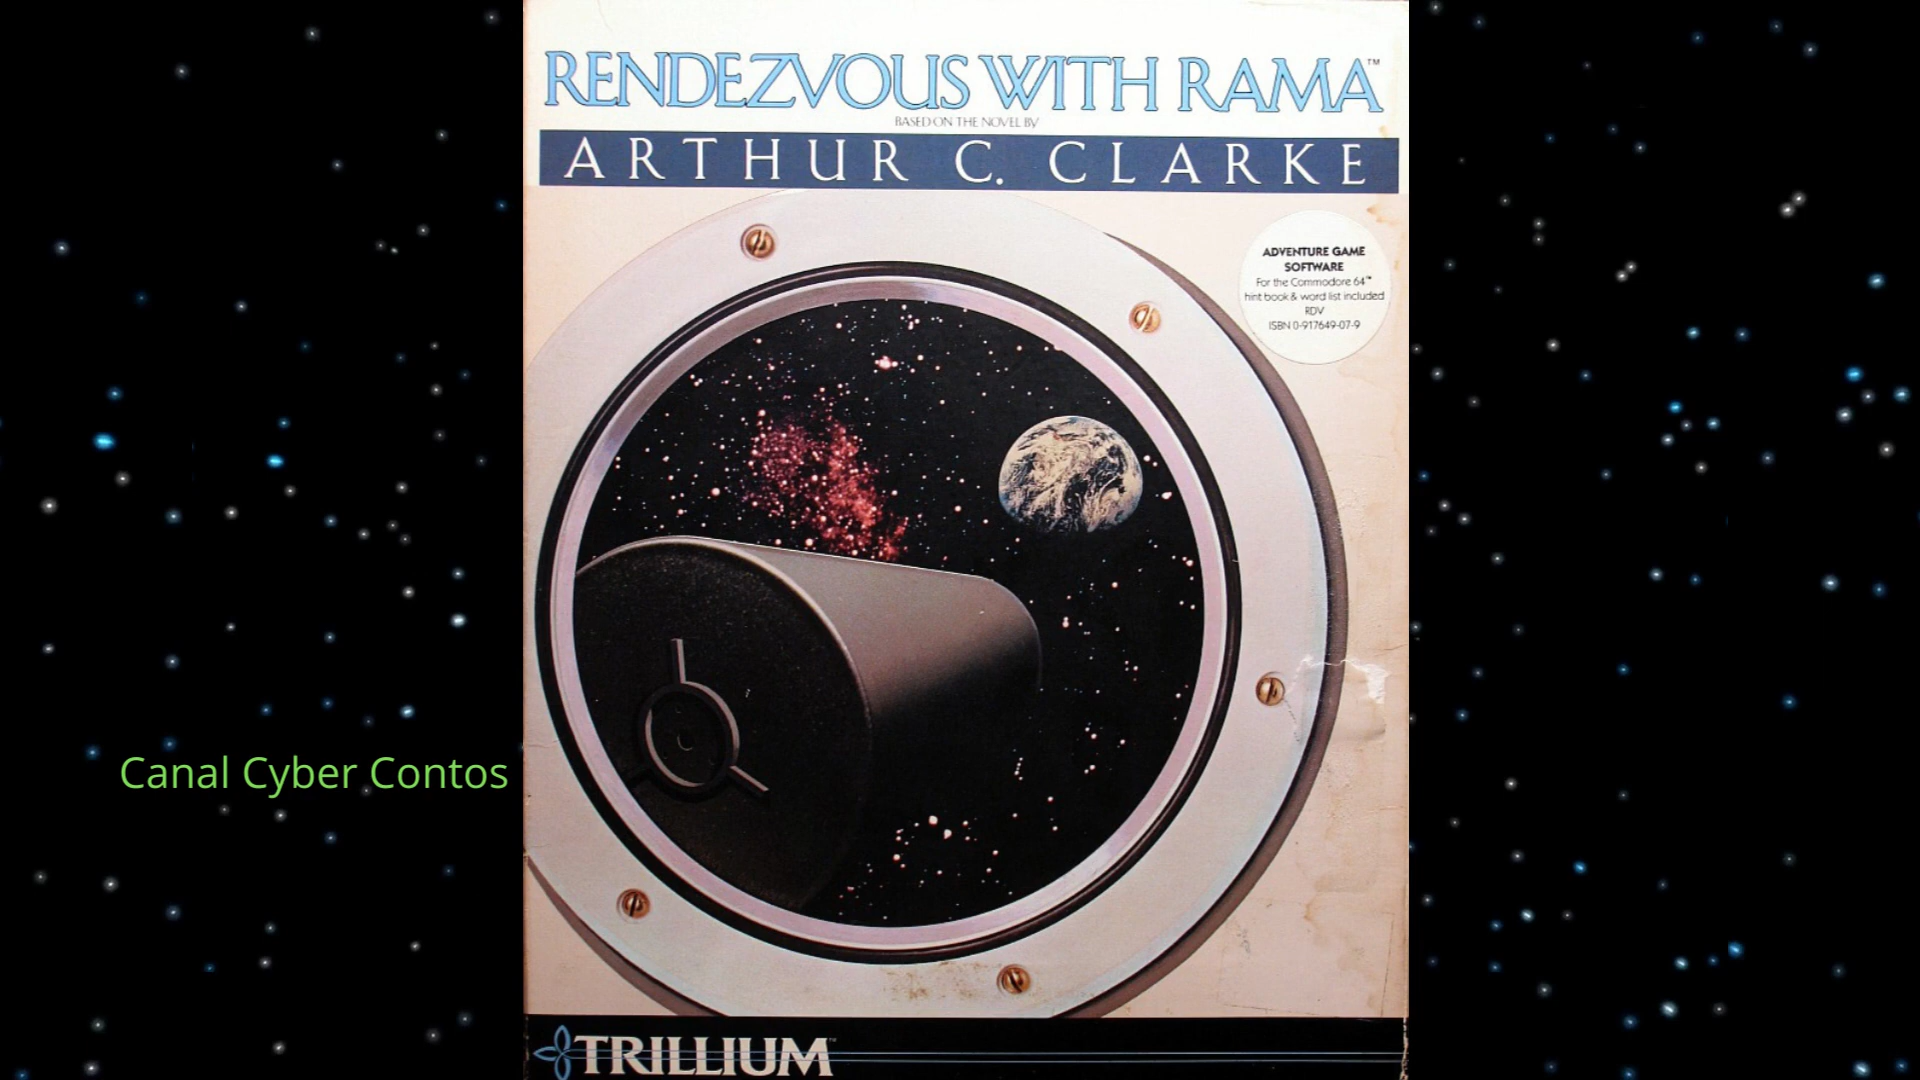 RENDEZVOUS WITH RAMA™
BASED ON THE NOVEL BY
ARTHUR C. CLARKE
ADVENTURE GAME
SOFTWARE
For the Commodore 64™
hint book & word list included
RDV
ISBN 0-917649-07-9
Canal Cyber Contos
TRILLIUM™